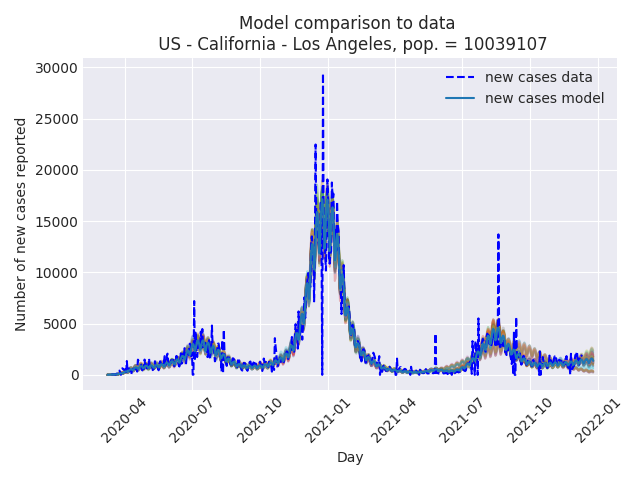 Model comparison to data
US - California - Los Angeles, pop. = 10039107
new cases data
new cases model
Number of new cases reported
30000
25000
20000
15000
10000
5000
0
2020-04
2020-07
2020-10
2021-01
2021-04
2021-07
2021-10
2022-01
Day